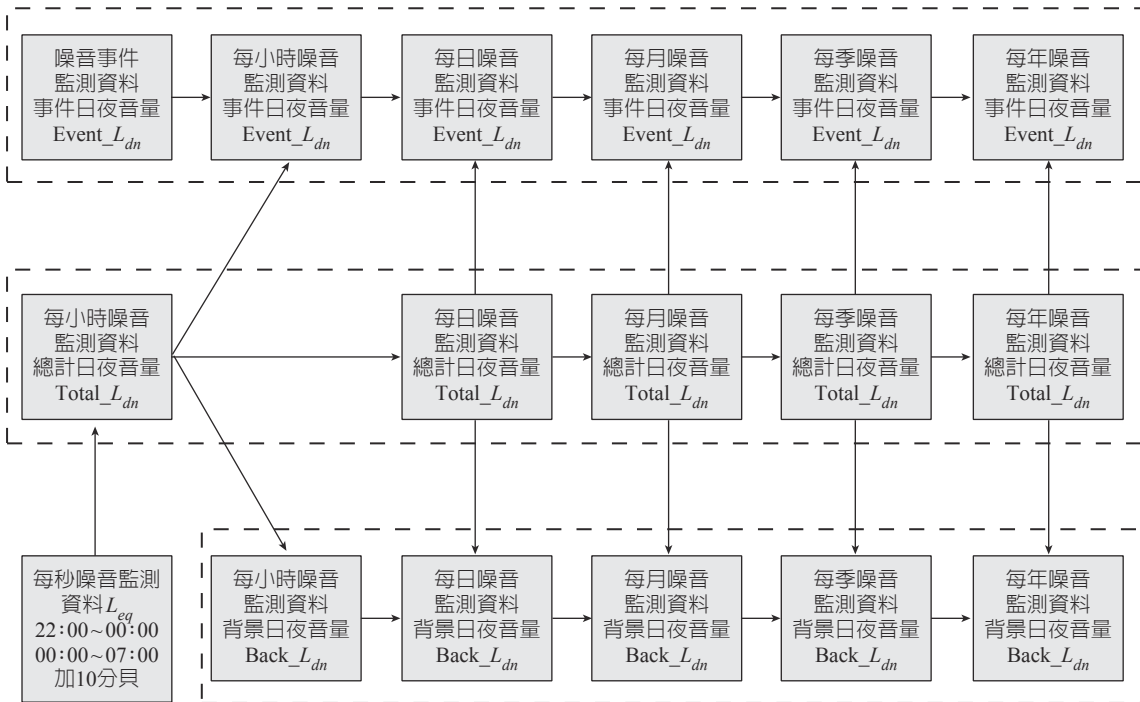 噪音事件
監測資料
事件日夜音量
Event_Ldn
每小時噪音
監測資料
事件日夜音量
Event_Ldn
每日噪音
監測資料
事件日夜音量
Event_Ldn
每月噪音
監測資料
事件日夜音量
Event_Ldn
每季噪音
監測資料
事件日夜音量
Event_Ldn
每年噪音
監測資料
事件日夜音量
Event_Ldn
每小時噪音
監測資料
總計日夜音量
Total_Ldn
每日噪音
監測資料
總計日夜音量
Total_Ldn
每月噪音
監測資料
總計日夜音量
Total_Ldn
每季噪音
監測資料
總計日夜音量
Total_Ldn
每年噪音
監測資料
總計日夜音量
Total_Ldn
每秒噪音監測
資料Leq
22:00~00:00
00:00~07:00
加10分貝
每小時噪音
監測資料
背景日夜音量
Back_Ldn
每日噪音
監測資料
背景日夜音量
Back_Ldn
每月噪音
監測資料
背景日夜音量
Back_Ldn
每季噪音
監測資料
背景日夜音量
Back_Ldn
每年噪音
監測資料
背景日夜音量
Back_Ldn